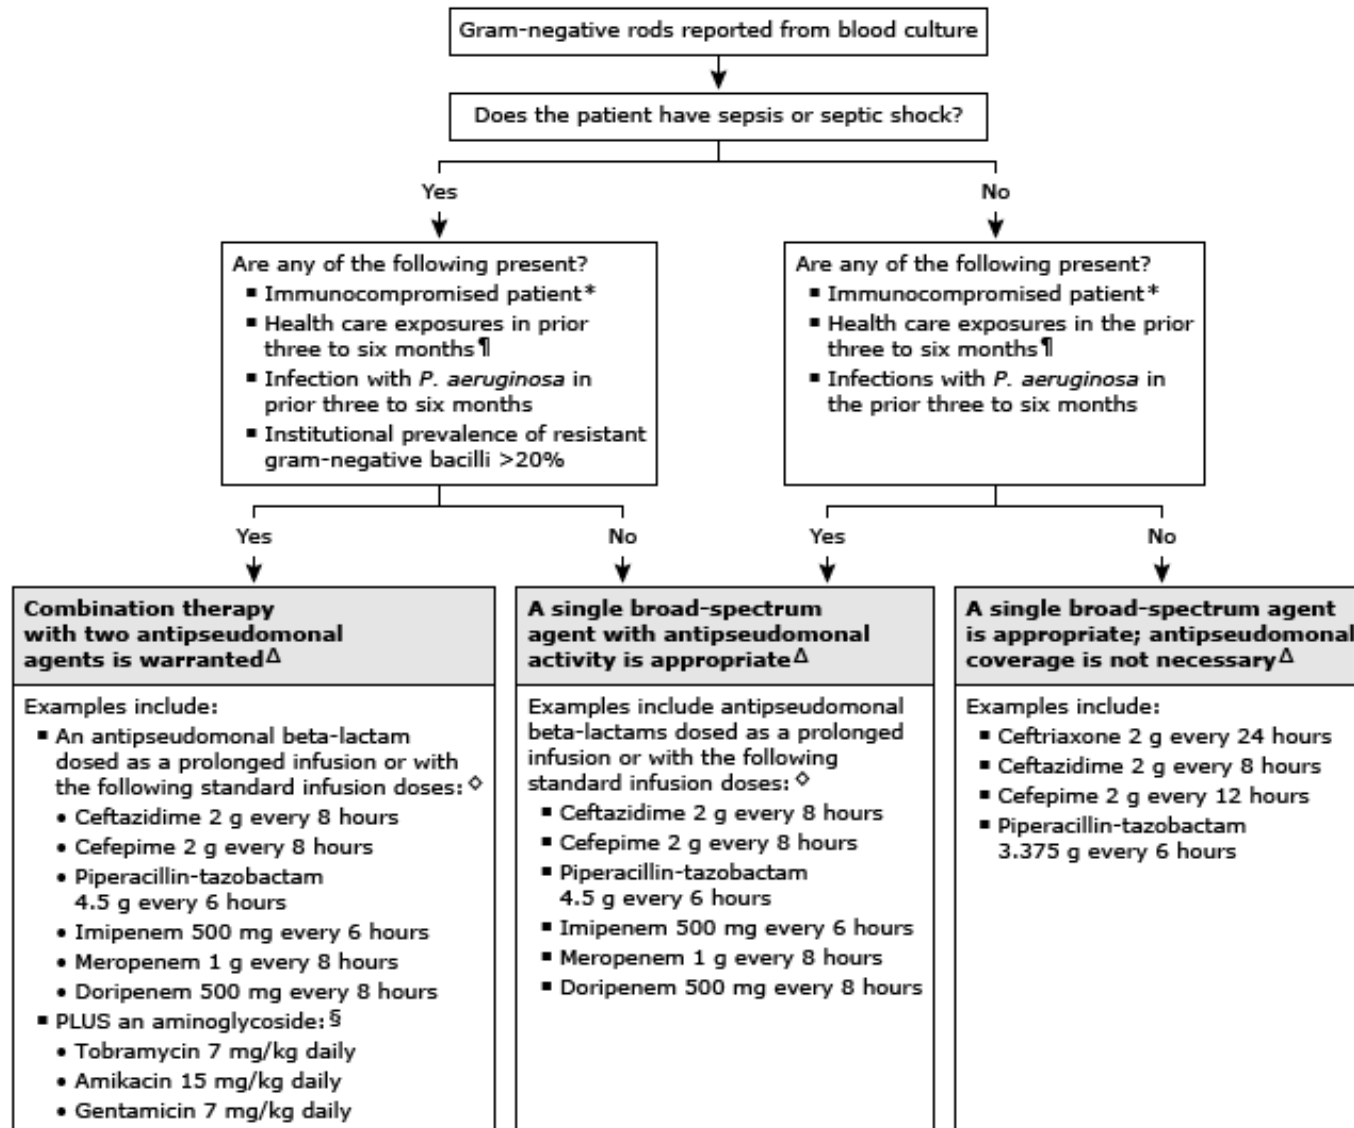 Gram-negative rods reported from blood culture
Does the patient have sepsis or septic shock?
Yes
No
Are any of the following present?
▪ Immunocompromised patient*
▪ Health care exposures in prior
three to six months¶
▪ Infection with P. aeruginosa in
prior three to six months
▪ Institutional prevalence of resistant
gram-negative bacilli >20%
Are any of the following present?
▪ Immunocompromised patient*
▪ Health care exposures in the prior
three to six months¶
▪ Infections with P. aeruginosa in
the prior three to six months
Yes
No
Yes
No
Combination therapy
with two antipseudomonal
agents is warrantedΔ
Examples include:
▪ An antipseudomonal beta-lactam
dosed as a prolonged infusion or with
the following standard infusion doses:◇
• Ceftazidime 2 g every 8 hours
• Cefepime 2 g every 8 hours
• Piperacillin-tazobactam
4.5 g every 6 hours
• Imipenem 500 mg every 6 hours
• Meropenem 1 g every 8 hours
• Doripenem 500 mg every 8 hours
▪ PLUS an aminoglycoside:§
• Tobramycin 7 mg/kg daily
• Amikacin 15 mg/kg daily
• Gentamicin 7 mg/kg daily
A single broad-spectrum
agent with antipseudomonal
activity is appropriateΔ
Examples include antipseudomonal
beta-lactams dosed as a prolonged
infusion or with the following
standard infusion doses:◇
▪ Ceftazidime 2 g every 8 hours
▪ Cefepime 2 g every 8 hours
▪ Piperacillin-tazobactam
4.5 g every 6 hours
▪ Imipenem 500 mg every 6 hours
▪ Meropenem 1 g every 8 hours
▪ Doripenem 500 mg every 8 hours
A single broad-spectrum agent
is appropriate; antipseudomonal
coverage is not necessaryΔ
Examples include:
▪ Ceftriaxone 2 g every 24 hours
▪ Ceftazidime 2 g every 8 hours
▪ Cefepime 2 g every 12 hours
▪ Piperacillin-tazobactam
3.375 g every 6 hours